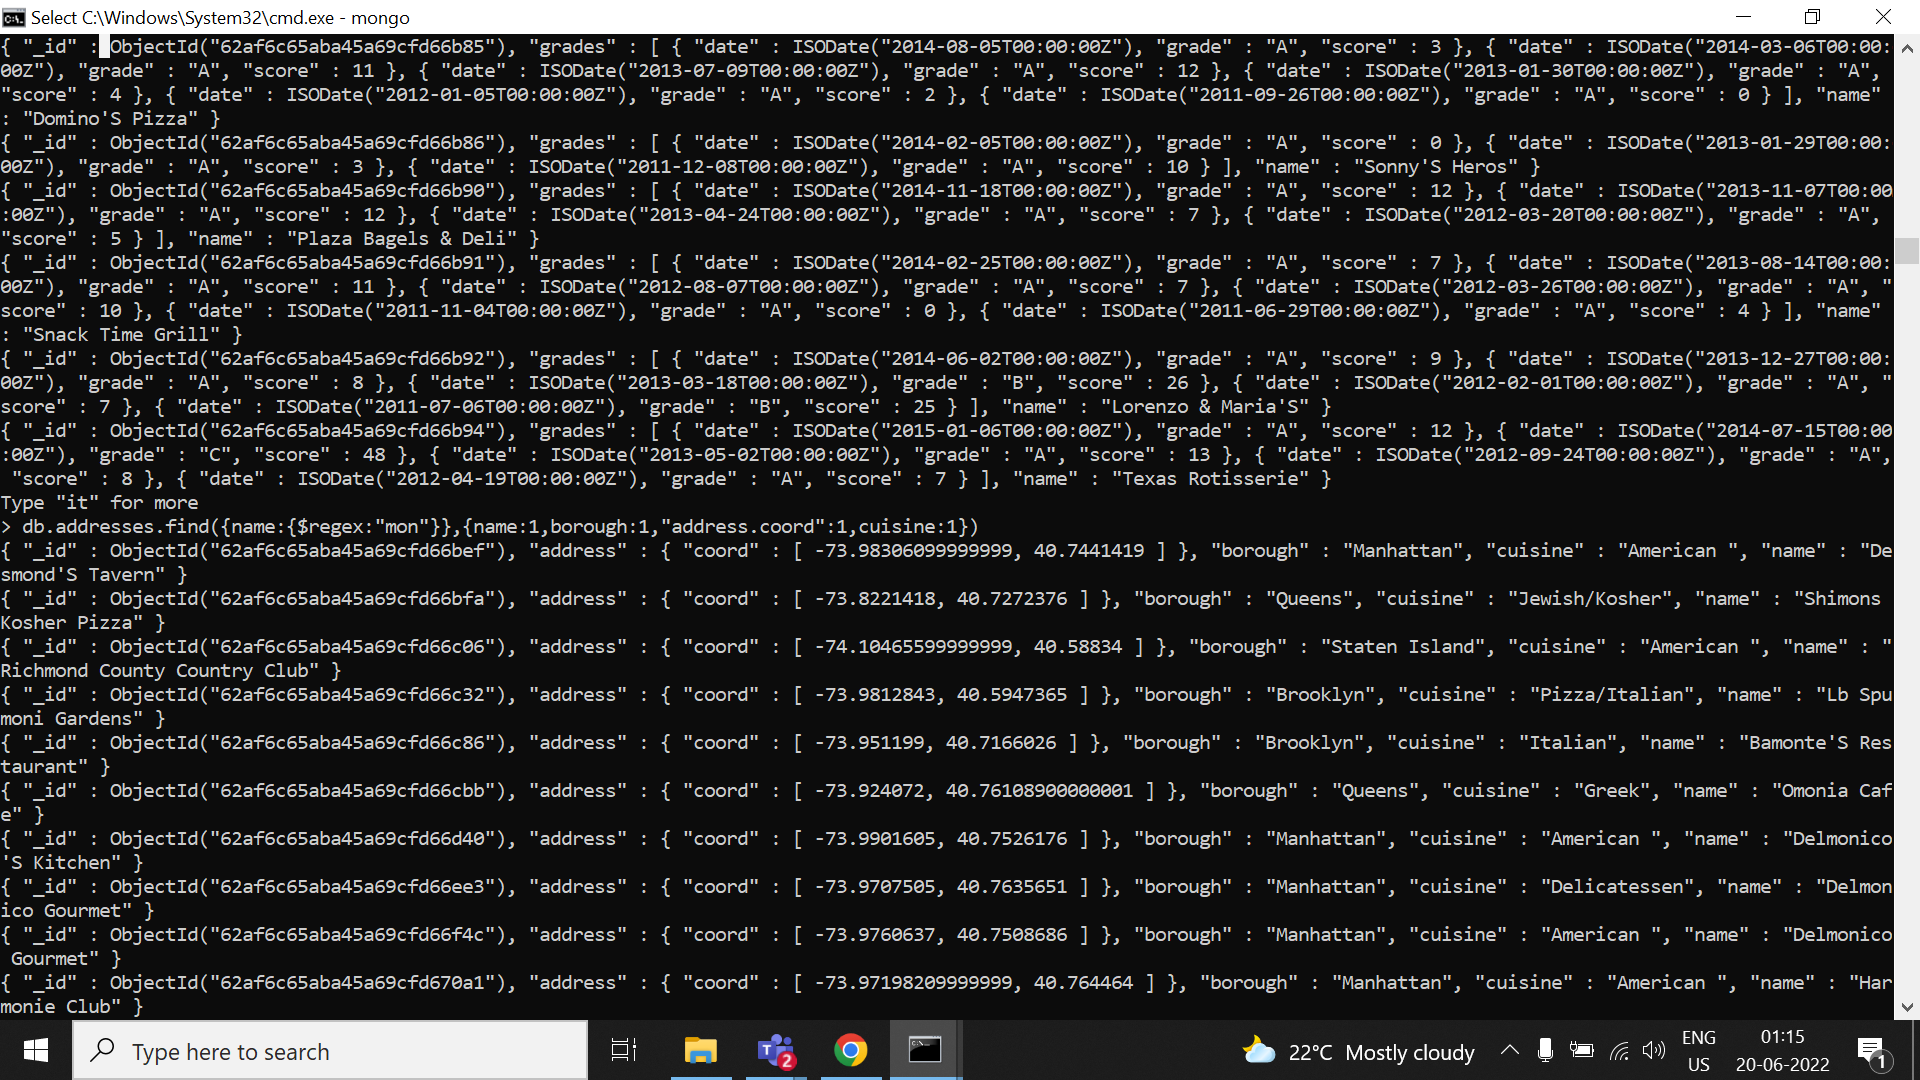 Select C:\Windows\System32\cmd.exe - mongo
{ "_id" : ObjectId("62af6c65aba45a69cfd66b85"), "grades" : [ { "date" : ISODate("2014-08-05T00:00:00Z"), "grade" : "A", "score" : 3 }, { "date" : ISODate("2014-03-06T00:00:
00Z"), "grade" : "A", "score" : 11 }, { "date" : ISODate("2013-07-09T00:00:00Z"), "grade" : "A", "score" : 12 }, { "date" : ISODate("2013-01-30T00:00:00Z"), "grade" : "A",
"score" : 4 }, { "date" : ISODate("2012-01-05T00:00:00Z"), "grade" : "A", "score" : 2 }, { "date" : ISODate("2011-09-26T00:00:00Z"), "grade" : "A", "score" : 0 } ], "name"
: "Domino'S Pizza" }
{ "_id" : ObjectId("62af6c65aba45a69cfd66b86"), "grades" : [ { "date" : ISODate("2014-02-05T00:00:00Z"), "grade" : "A", "score" : 0 }, { "date" : ISODate("2013-01-29T00:00:
00Z"), "grade" : "A", "score" : 3 }, { "date" : ISODate("2011-12-08T00:00:00Z"), "grade" : "A", "score" : 10 } ], "name" : "Sonny'S Heros" }
{ "_id" : ObjectId("62af6c65aba45a69cfd66b90"), "grades" : [ { "date" : ISODate("2014-11-18T00:00:00Z"), "grade" : "A", "score" : 12 }, { "date" : ISODate("2013-11-07T00:00
:00Z"), "grade" : "A", "score" : 12 }, { "date" : ISODate("2013-04-24T00:00:00Z"), "grade" : "A", "score" : 7 }, { "date" : ISODate("2012-03-20T00:00:00Z"), "grade" : "A",
"score" : 5 } ], "name" : "Plaza Bagels & Deli" }
{ "_id" : ObjectId("62af6c65aba45a69cfd66b91"), "grades" : [ { "date" : ISODate("2014-02-25T00:00:00Z"), "grade" : "A", "score" : 7 }, { "date" : ISODate("2013-08-14T00:00:
00Z"), "grade" : "A", "score" : 11 }, { "date" : ISODate("2012-08-07T00:00:00Z"), "grade" : "A", "score" : 7 }, { "date" : ISODate("2012-03-26T00:00:00Z"), "grade" : "A", "
score" : 10 }, { "date" : ISODate("2011-11-04T00:00:00Z"), "grade" : "A", "score" : 0 }, { "date" : ISODate("2011-06-29T00:00:00Z"), "grade" : "A", "score" : 4 } ], "name"
: "Snack Time Grill" }
{ "_id" : ObjectId("62af6c65aba45a69cfd66b92"), "grades" : [ { "date" : ISODate("2014-06-02T00:00:00Z"), "grade" : "A", "score" : 9 }, { "date" : ISODate("2013-12-27T00:00:
00Z"), "grade" : "A", "score" : 8 }, { "date" : ISODate("2013-03-18T00:00:00Z"), "grade" : "B", "score" : 26 }, { "date" : ISODate("2012-02-01T00:00:00Z"), "grade" : "A", "
score" : 7 }, { "date" : ISODate("2011-07-06T00:00:00Z"), "grade" : "B", "score" : 25 } ], "name" : "Lorenzo & Maria'S" }
{ "_id" : ObjectId("62af6c65aba45a69cfd66b94"), "grades" : [ { "date" : ISODate("2015-01-06T00:00:00Z"), "grade" : "A", "score" : 12 }, { "date" : ISODate("2014-07-15T00:00
:00Z"), "grade" : "C", "score" : 48 }, { "date" : ISODate("2013-05-02T00:00:00Z"), "grade" : "A", "score" : 13 }, { "date" : ISODate("2012-09-24T00:00:00Z"), "grade" : "A",
"score" : 8 }, { "date" : ISODate("2012-04-19T00:00:00Z"), "grade" : "A", "score" : 7 } ], "name" : "Texas Rotisserie" }
Type "it" for more
> db.addresses.find({name:{$regex:"mon"}},{name:1,borough:1,"address.coord":1,cuisine:1})
{ "_id" : ObjectId("62af6c65aba45a69cfd66bef"), "address" : { "coord" : [ -73.98306099999999, 40.7441419 ] }, "borough" : "Manhattan", "cuisine" : "American ", "name" : "De
smond'S Tavern" }
{ "_id" : ObjectId("62af6c65aba45a69cfd66bfa"), "address" : { "coord" : [ -73.8221418, 40.7272376 ] }, "borough" : "Queens", "cuisine" : "Jewish/Kosher", "name" : "Shimons
Kosher Pizza" }
{ "_id" : ObjectId("62af6c65aba45a69cfd66c06"), "address" : { "coord" : [ -74.10465599999999, 40.58834 ] }, "borough" : "Staten Island", "cuisine" : "American ", "name" : "
Richmond County Country Club" }
{ "_id" : ObjectId("62af6c65aba45a69cfd66c32"), "address" : { "coord" : [ -73.9812843, 40.5947365 ] }, "borough" : "Brooklyn", "cuisine" : "Pizza/Italian", "name" : "Lb Spu
moni Gardens" }
{ "_id" : ObjectId("62af6c65aba45a69cfd66c86"), "address" : { "coord" : [ -73.951199, 40.7166026 ] }, "borough" : "Brooklyn", "cuisine" : "Italian", "name" : "Bamonte'S Res
taurant" }
{ "_id" : ObjectId("62af6c65aba45a69cfd66cbb"), "address" : { "coord" : [ -73.924072, 40.76108900000001 ] }, "borough" : "Queens", "cuisine" : "Greek", "name" : "Omonia Caf
e" }
{ "_id" : ObjectId("62af6c65aba45a69cfd66d40"), "address" : { "coord" : [ -73.9901605, 40.7526176 ] }, "borough" : "Manhattan", "cuisine" : "American ", "name" : "Delmonico
'S Kitchen" }
{ "_id" : ObjectId("62af6c65aba45a69cfd66ee3"), "address" : { "coord" : [ -73.9707505, 40.7635651 ] }, "borough" : "Manhattan", "cuisine" : "Delicatessen", "name" : "Delmon
ico Gourmet" }
{ "_id" : ObjectId("62af6c65aba45a69cfd66f4c"), "address" : { "coord" : [ -73.9760637, 40.7508686 ] }, "borough" : "Manhattan", "cuisine" : "American ", "name" : "Delmonico
Gourmet" }
{ "_id" : ObjectId("62af6c65aba45a69cfd670a1"), "address" : { "coord" : [ -73.97198209999999, 40.764464 ] }, "borough" : "Manhattan", "cuisine" : "American ", "name" : "Har
monie Club" }
Type here to search
2
22°C Mostly cloudy
ENG
US
01:15
20-06-2022
1